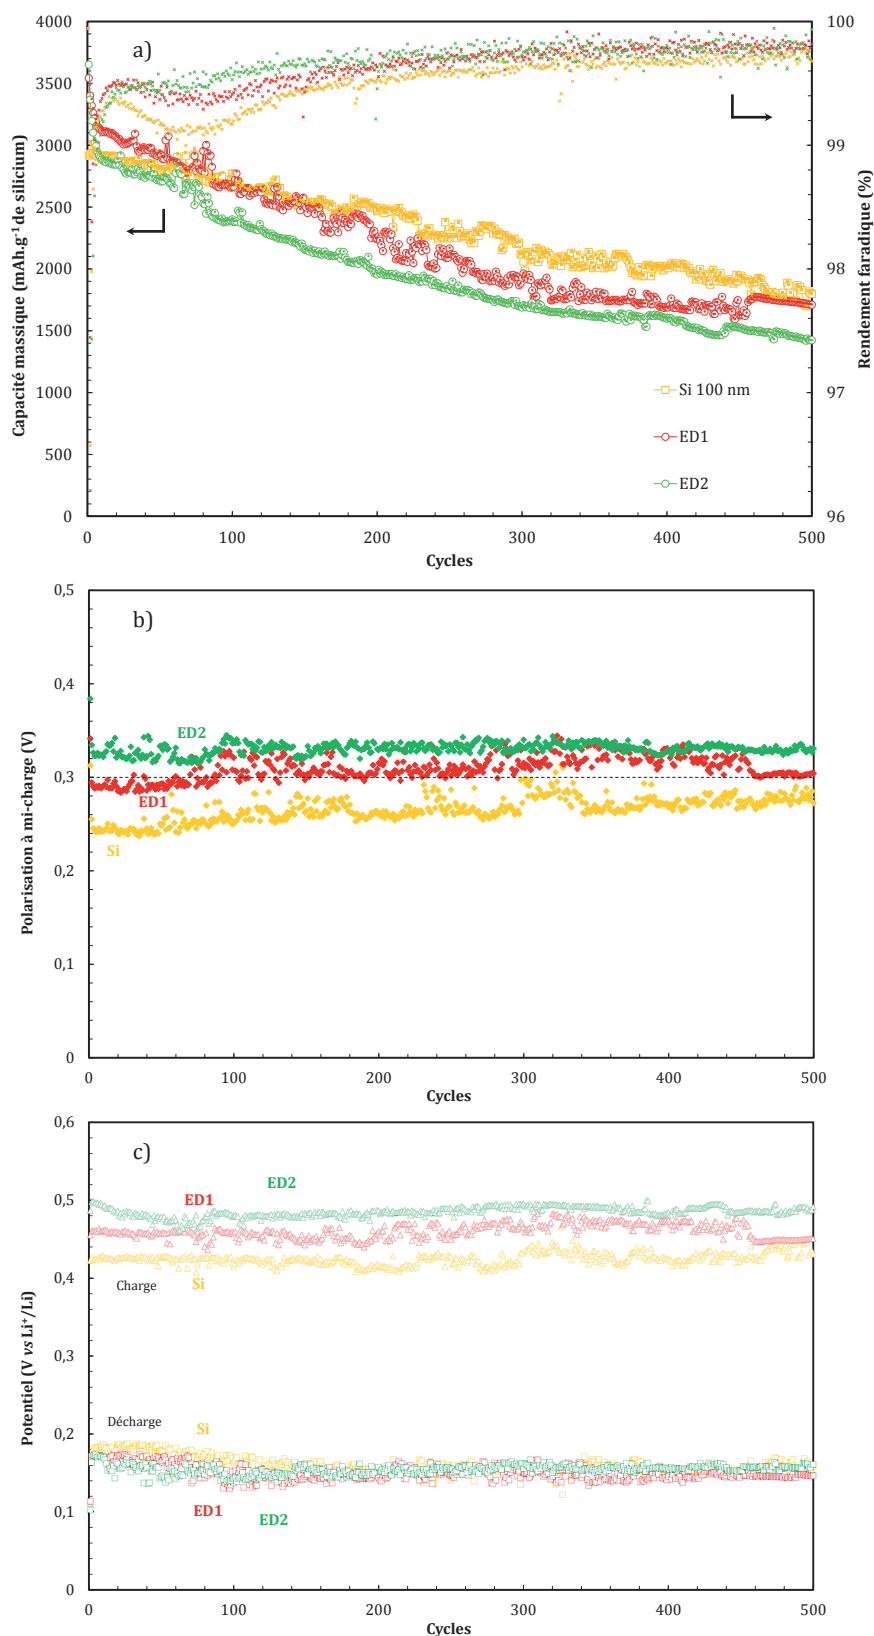 a)
4000
3500
3000
2500
2000
1500
1000
500
0
Capacité massique (mAh.g⁻¹ de silicium)
100
99
98
97
96
Rendement faradique (%)
Si 100 nm
ED1
ED2
0 100 200 300 400 500
Cycles
b)
0,5
0,4
0,3
0,2
0,1
0
Polarisation à mi-charge (V)
ED2
ED1
Si
0 100 200 300 400 500
Cycles
c)
0,6
0,5
0,4
0,3
0,2
0,1
0
Potentiel (V vs Li⁺/Li)
ED1
ED2
Charge
Si
Décharge
Si
ED1
ED2
0 100 200 300 400 500
Cycles